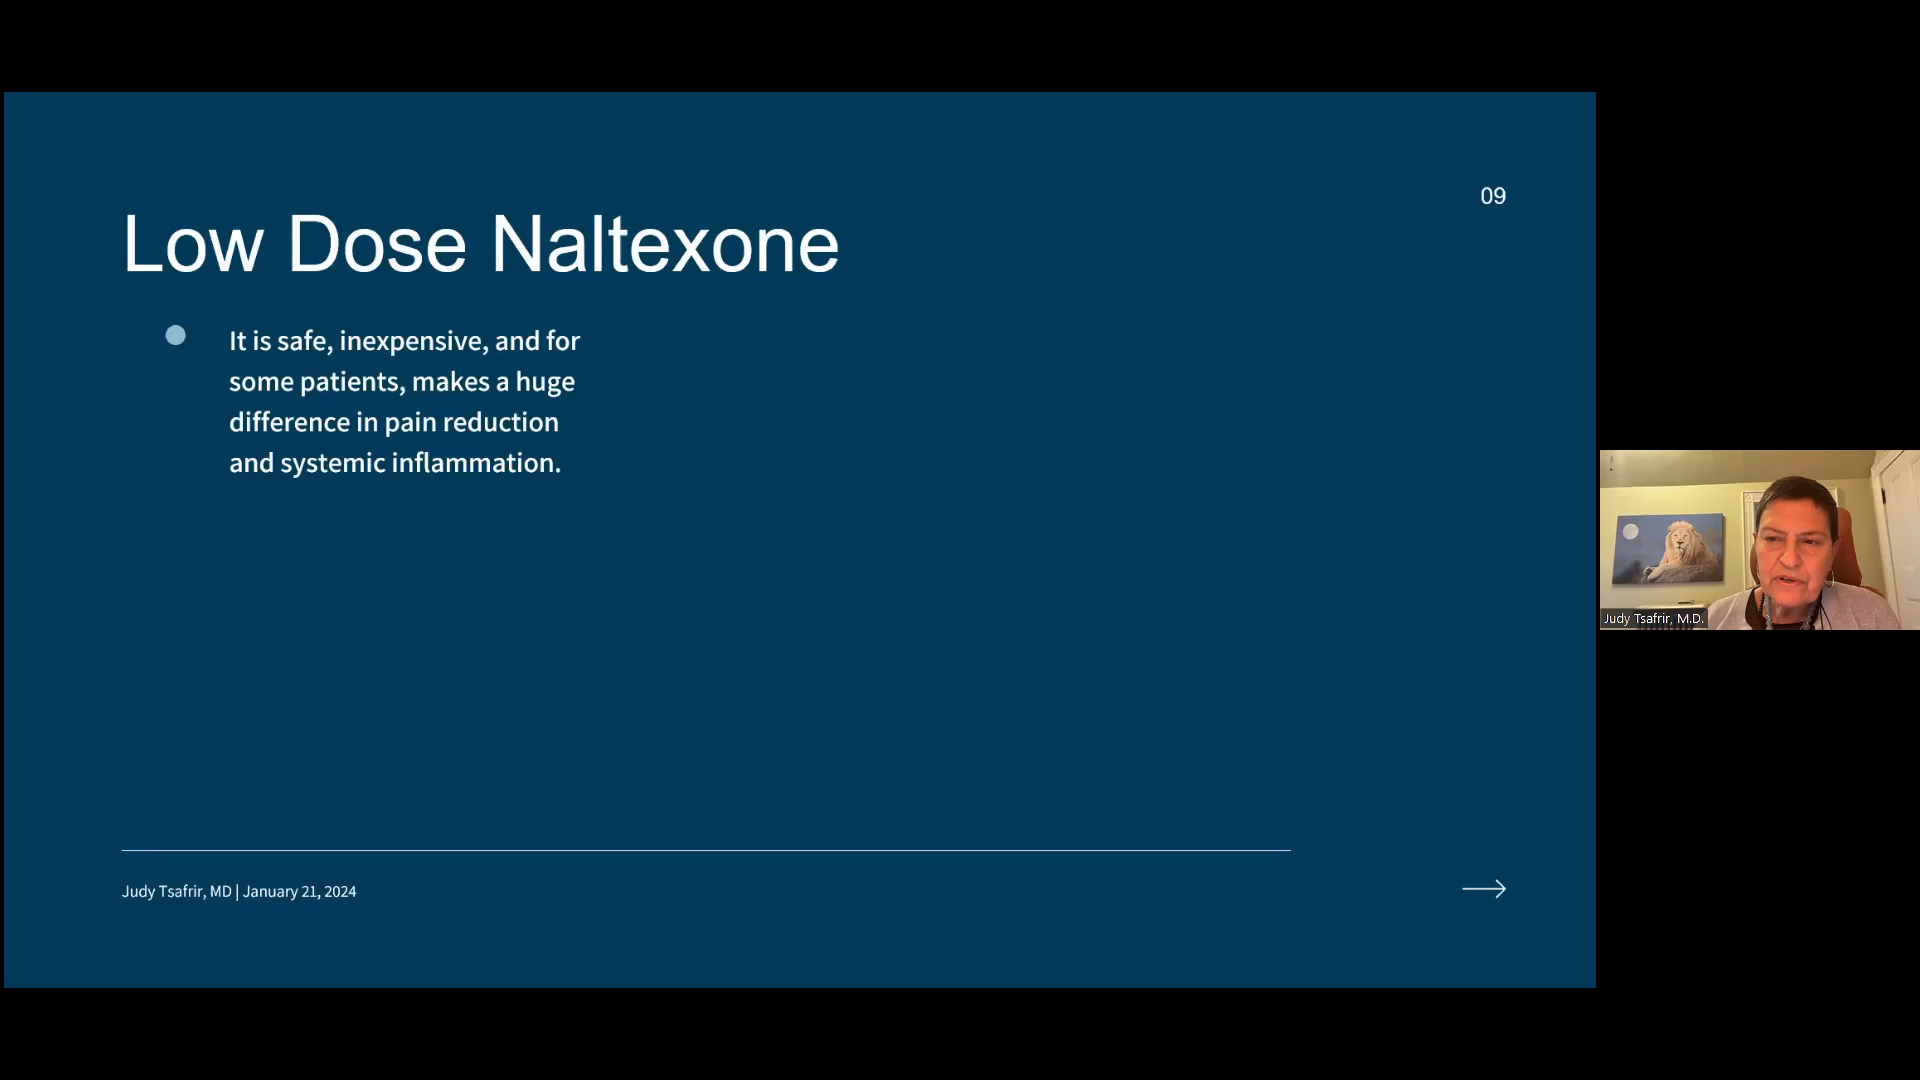 09
Low Dose Naltexone
It is safe, inexpensive, and for
some patients, makes a huge
difference in pain reduction
and systemic inflammation.
Judy Tsafrir, M.D.
Judy Tsafrir, MD | January 21, 2024